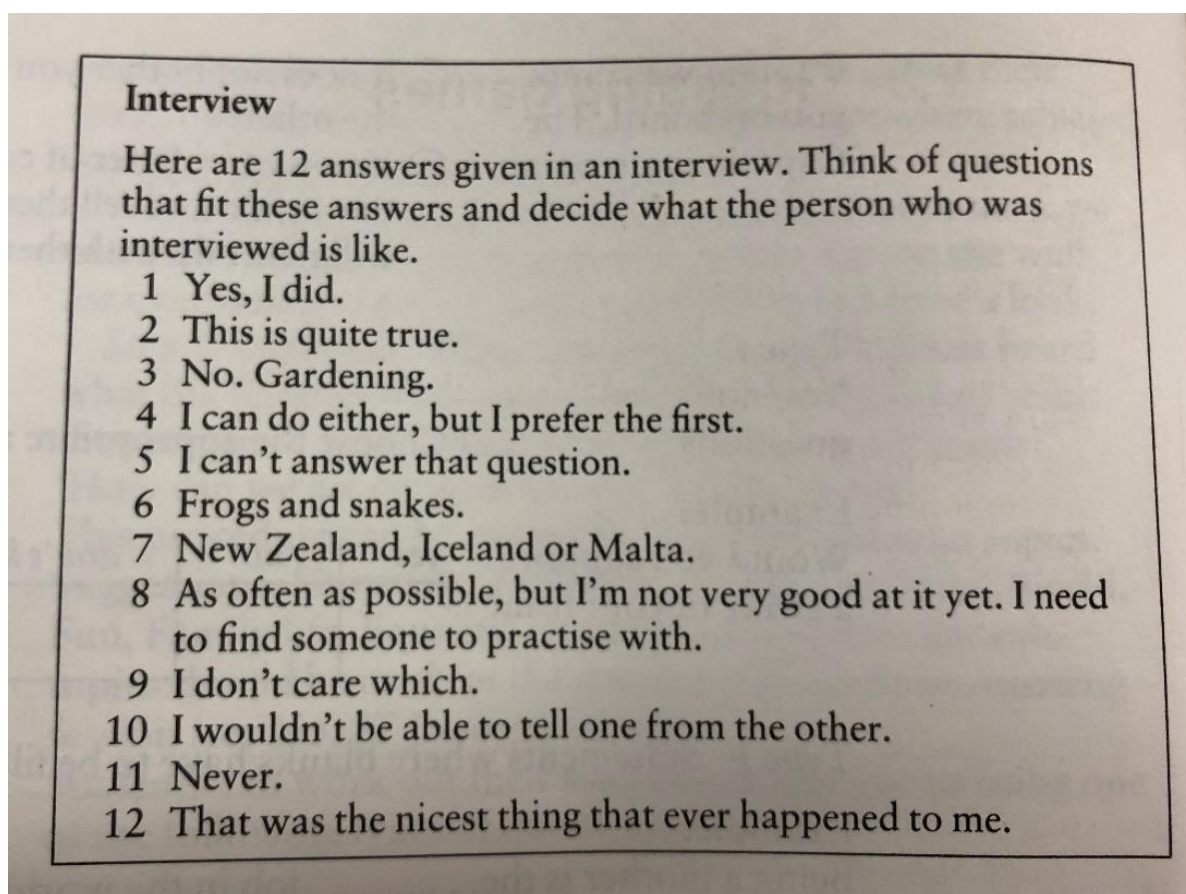 Interview
Here are 12 answers given in an interview. Think of questions
that fit these answers and decide what the person who was
interviewed is like.
1 Yes, I did.
2 This is quite true.
3 No. Gardening.
4 I can do either, but I prefer the first.
5 I can't answer that question.
6 Frogs and snakes.
7 New Zealand, Iceland or Malta.
8 As often as possible, but I'm not very good at it yet. I need
to find someone to practise with.
9 I don't care which.
10 I wouldn't be able to tell one from the other.
11 Never.
12 That was the nicest thing that ever happened to me.